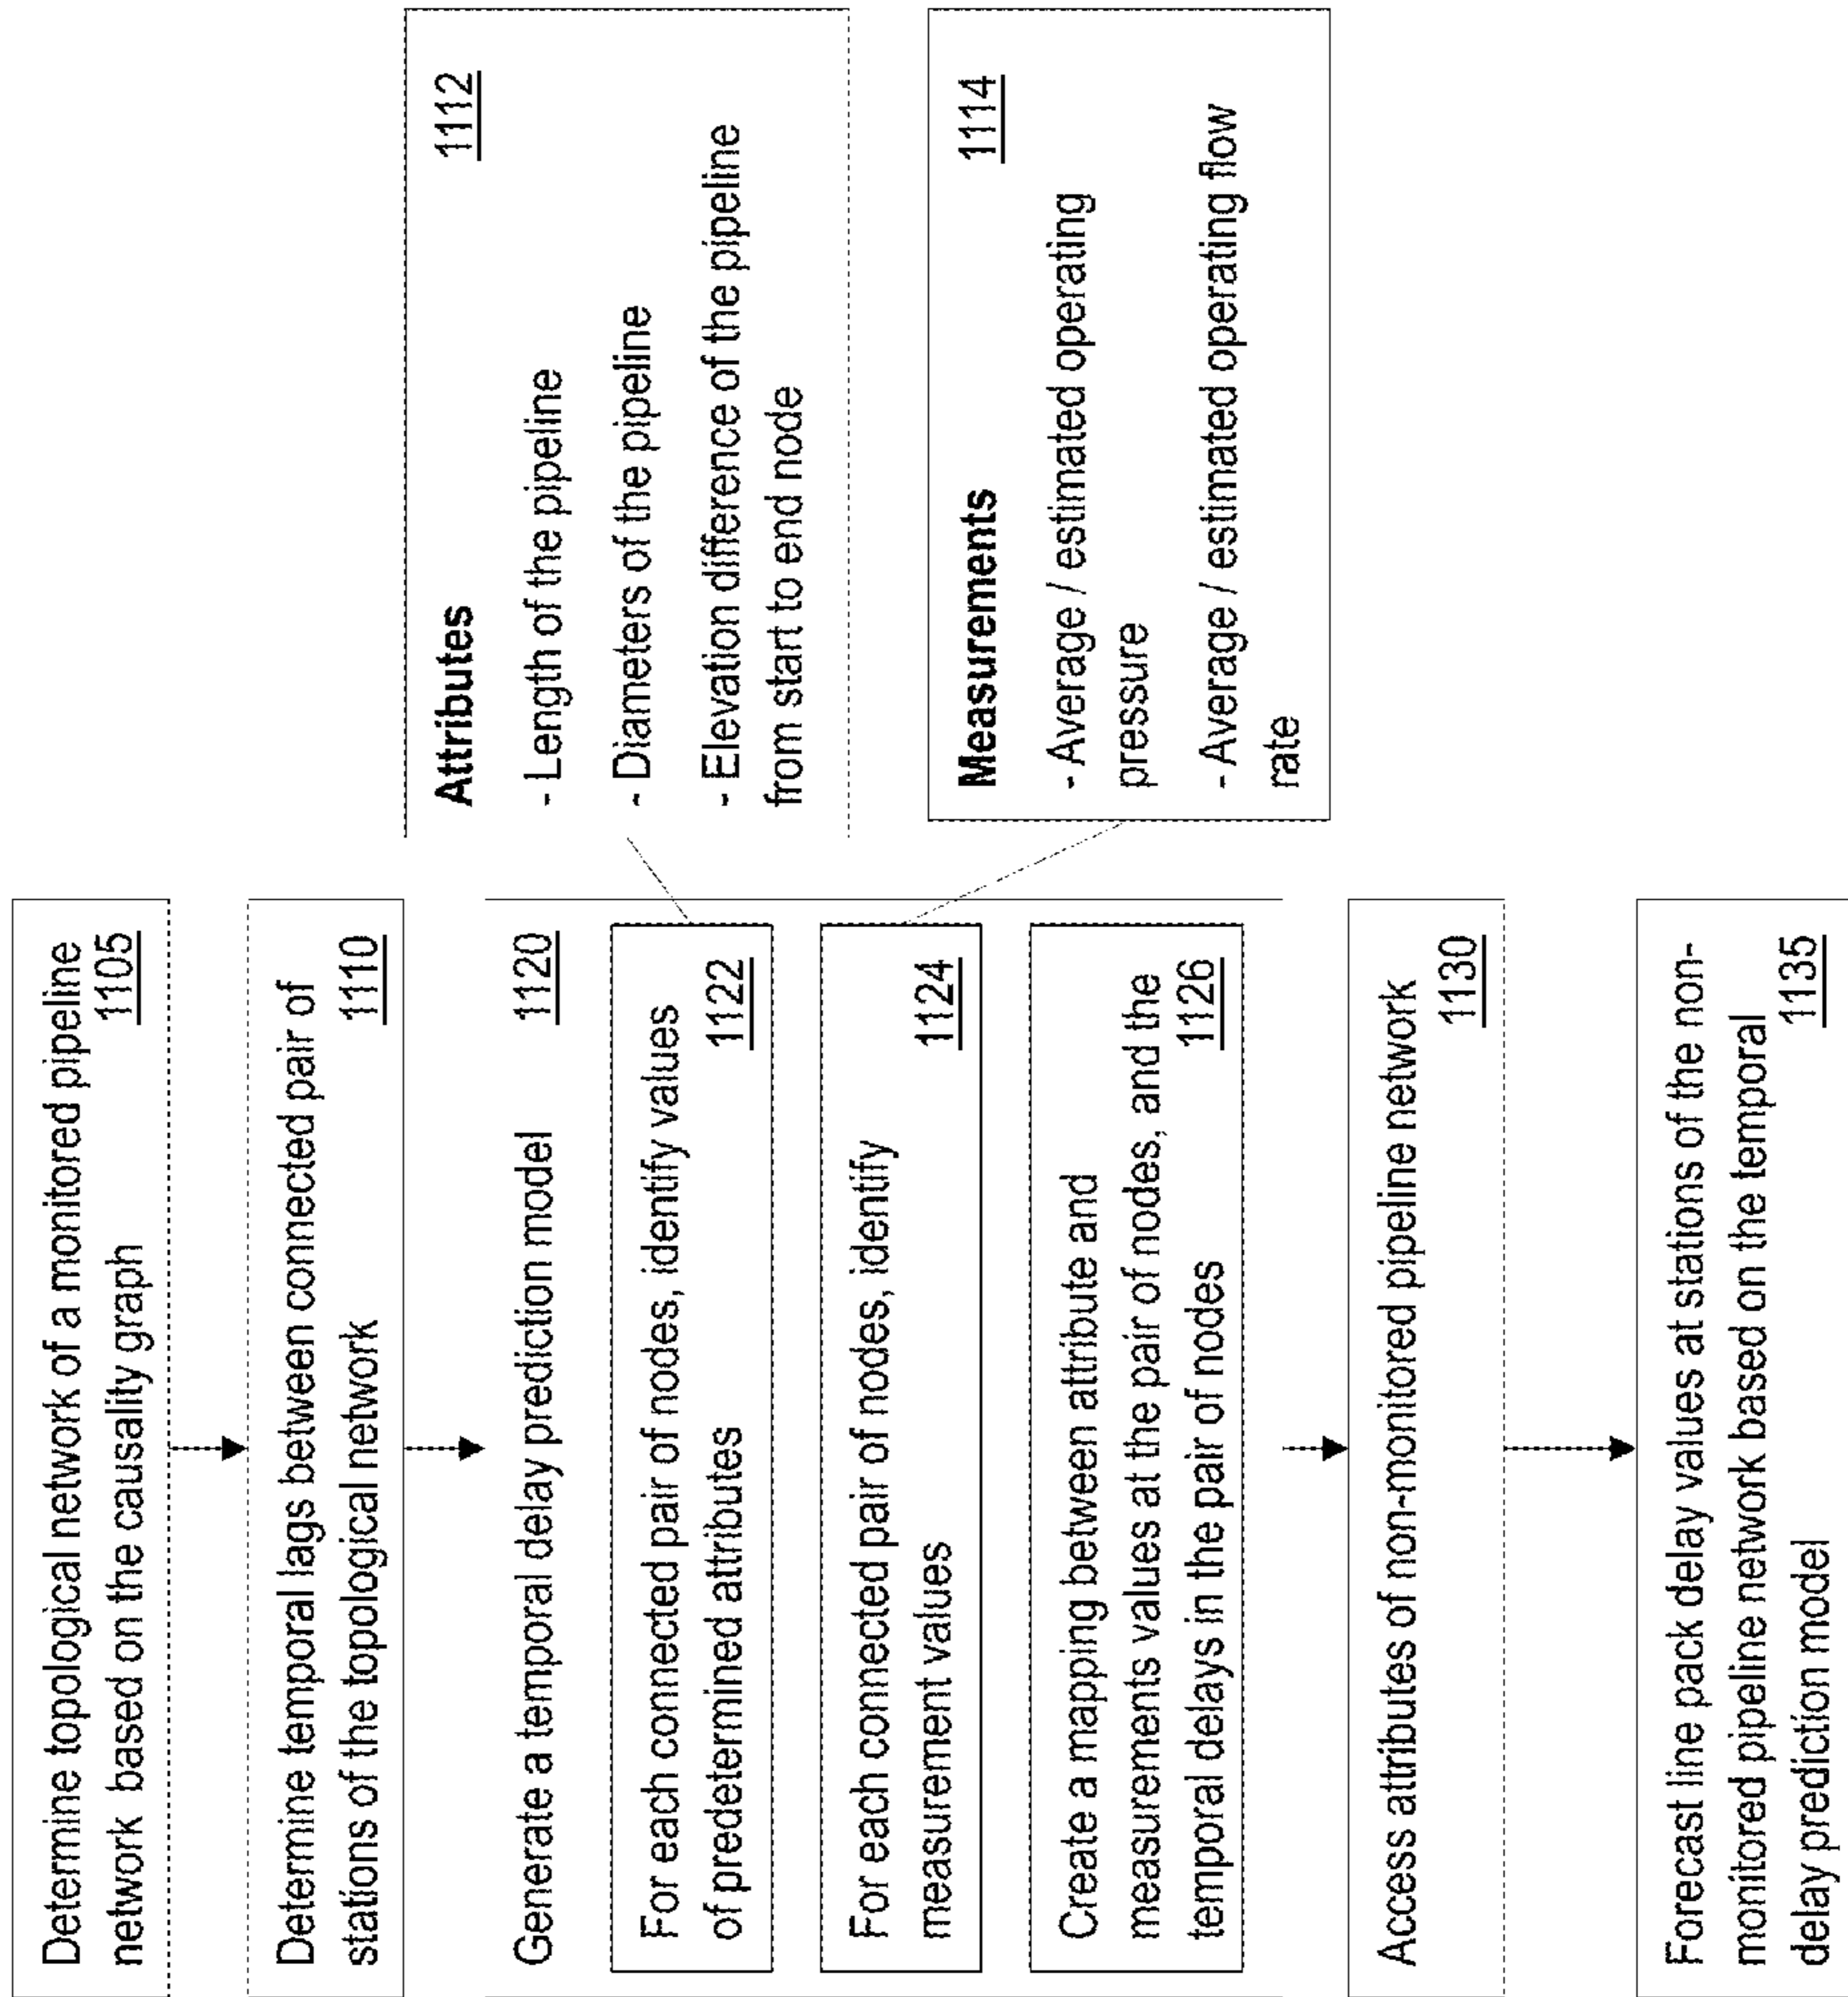 Determine topological network of a monitored pipeline
network based on the causality graph
1105
Determine temporal lags between connected pair of
stations of the topological network
1110
Generate a temporal delay prediction model
1120
For each connected pair of nodes, identify values
of predetermined attributes
1122
For each connected pair of nodes, identify
measurement values
1124
Create a mapping between attribute and
measurements values at the pair of nodes, and the
temporal delays in the pair of nodes
1126
Access attributes of non-monitored pipeline network
1130
Forecast line pack delay values at stations of the non-
monitored pipeline network based on the temporal
delay prediction model
1135
Attributes
1112
- Length of the pipeline
- Diameters of the pipeline
- Elevation difference of the pipeline
from start to end node
Measurements
1114
- Average / estimated operating
pressure
- Average / estimated operating flow
rate